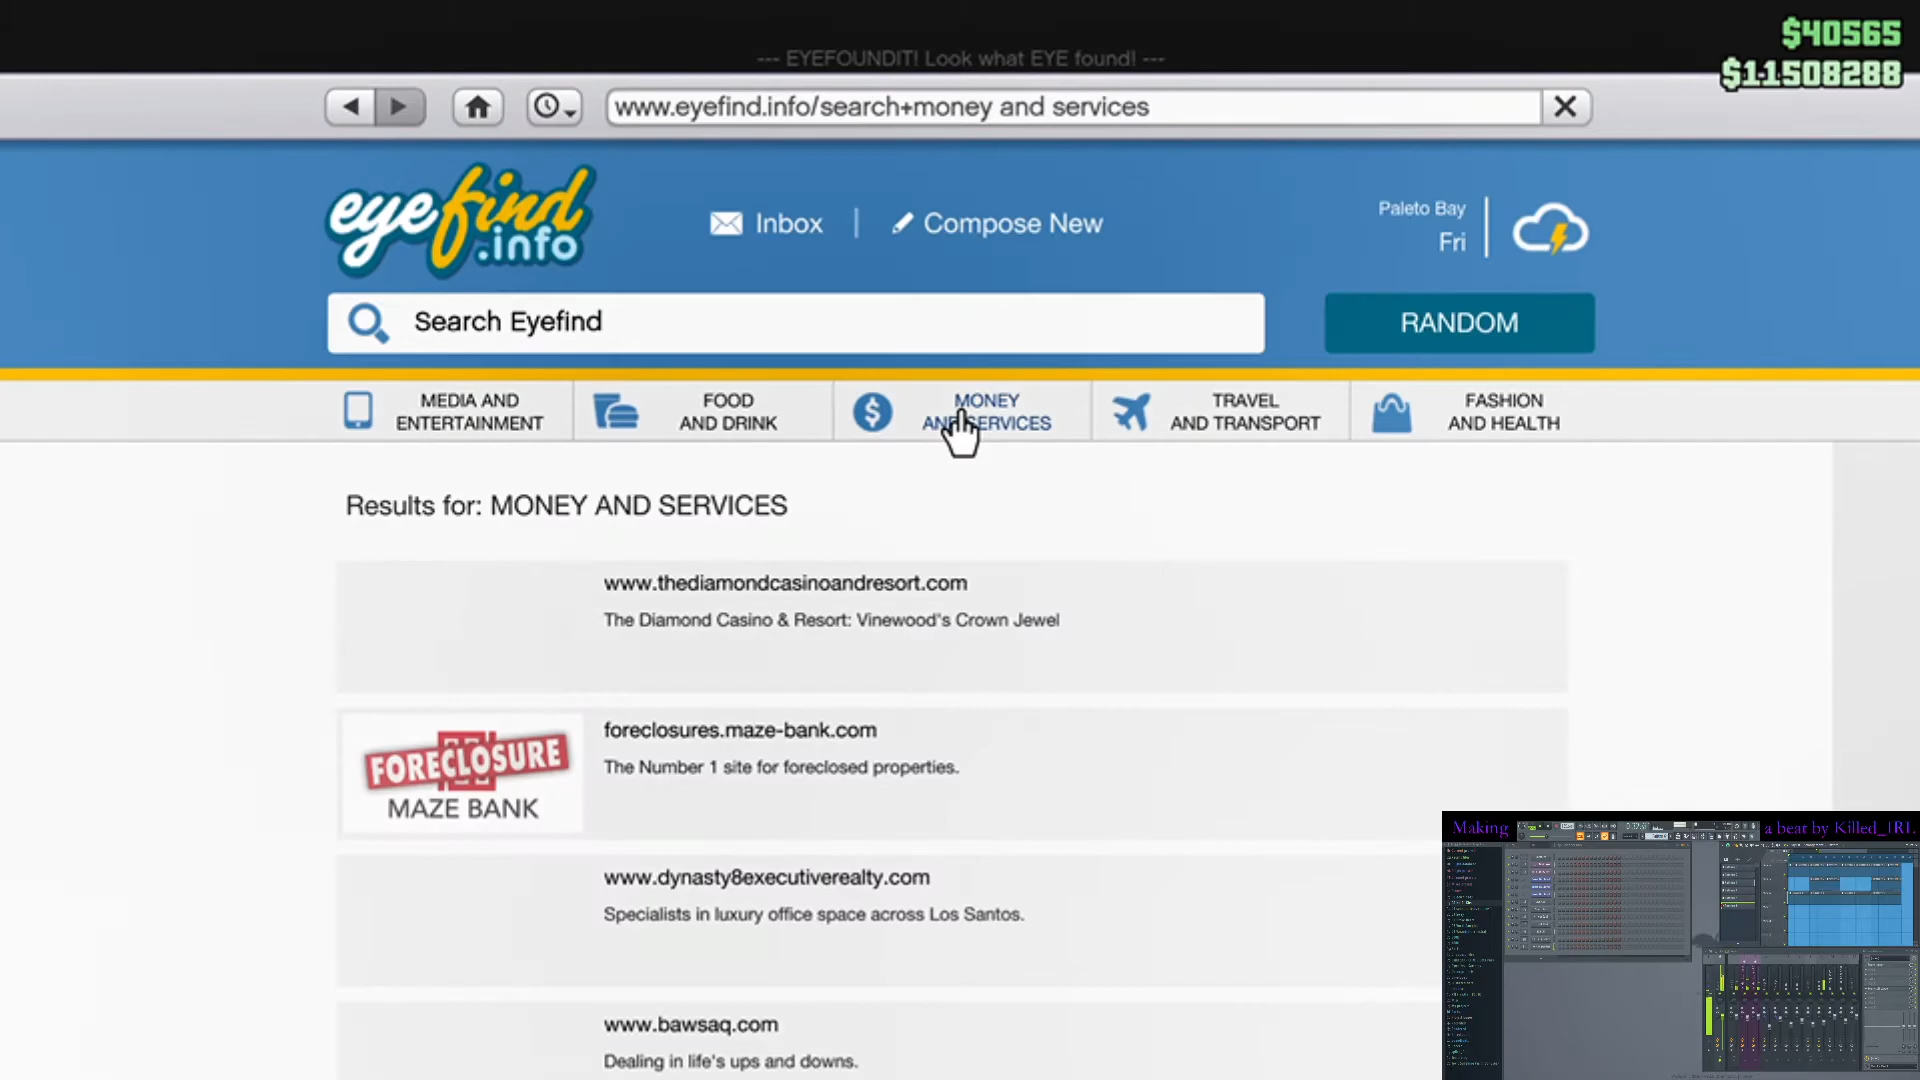 $40565
--- EYEFOUNDIT! Look what EYE found! ---
$11508288
www.eyefind.info/search+money and services
eyefind
.info
Inbox
Compose New
Paleto Bay
Fri
Search Eyefind
RANDOM
MEDIA AND
ENTERTAINMENT
FOOD
AND DRINK
MONEY
AND SERVICES
TRAVEL
AND TRANSPORT
FASHION
AND HEALTH
Results for: MONEY AND SERVICES
www.thediamondcasinoandresort.com
The Diamond Casino & Resort: Vinewood's Crown Jewel
FORECLOSURE
MAZE BANK
foreclosures.maze-bank.com
The Number 1 site for foreclosed properties.
www.dynasty8executiverealty.com
Specialists in luxury office space across Los Santos.
www.bawsaq.com
Dealing in life's ups and downs.
Making a beat by Killed_IRL